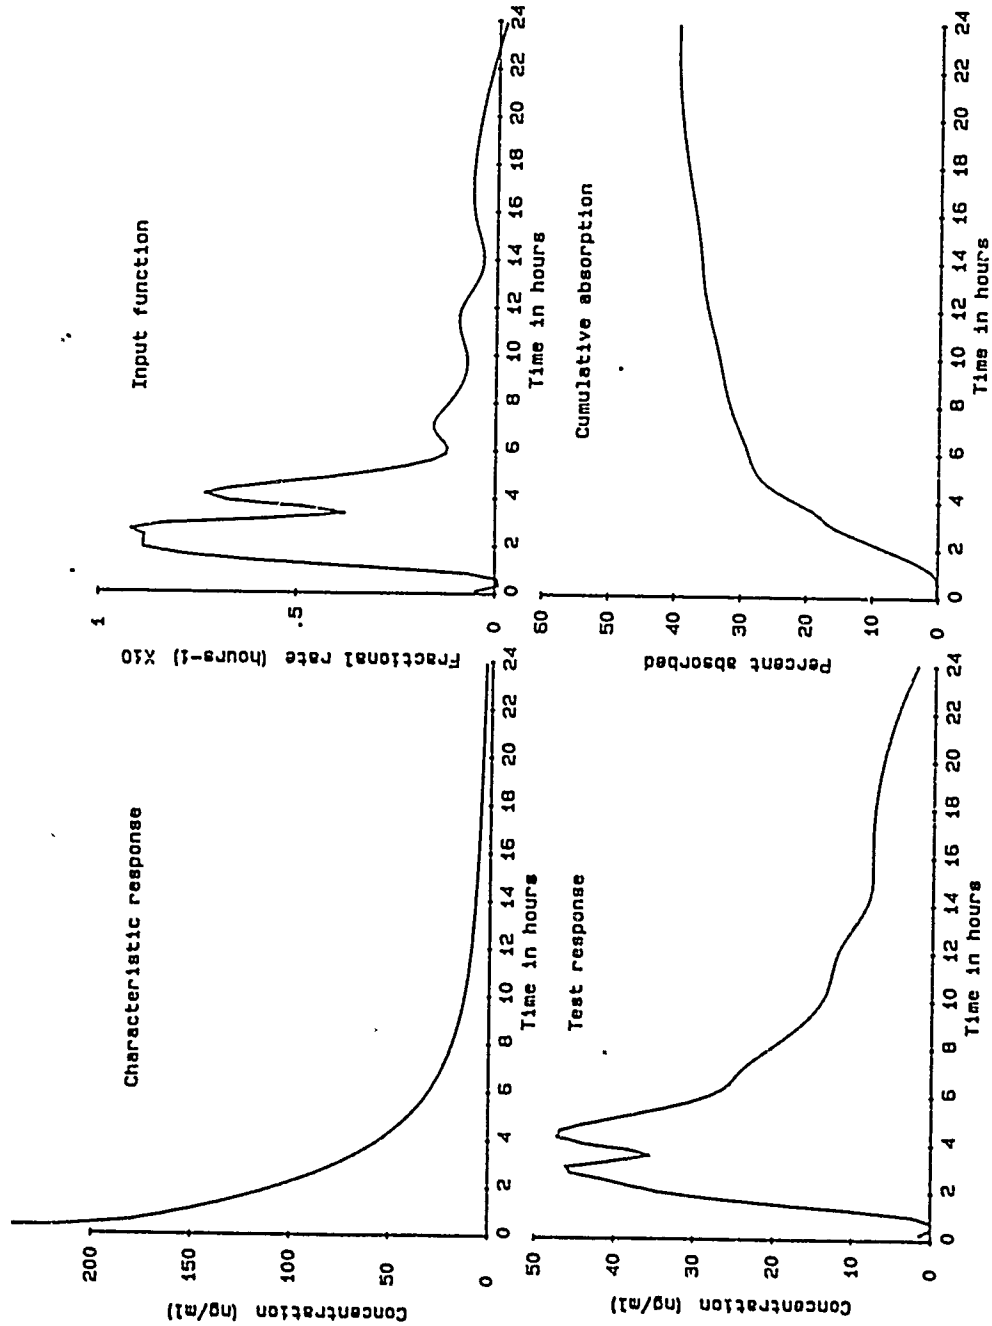 Characteristic response
Concentration (ng/ml)
200
150
100
50
0
0 2 4 6 8 10 12 14 16 18 20 22 24
Time in hours
Input function
Fractional rate (hours-1) X10
1
.5
0
0 2 4 6 8 10 12 14 16 18 20 22 24
Time in hours
Test response
Concentration (ng/ml)
50
40
30
20
10
0
0 2 4 6 8 10 12 14 16 18 20 22 24
Time in hours
Cumulative absorption
Percent absorbed
60
50
40
30
20
10
0
0 2 4 6 8 10 12 14 16 18 20 22 24
Time in hours